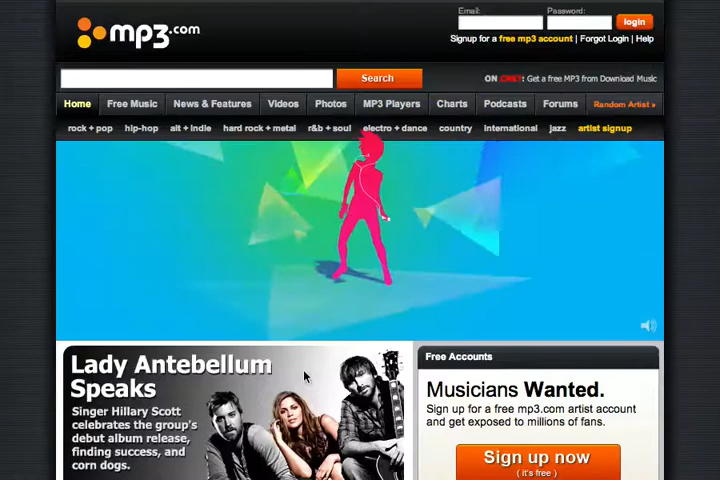 Email:
Password:
mp3.com
login
Signup for a free mp3 account | Forgot Login | Help
Search
ON CNET: Get a free MP3 from Download Music
Home
Free Music
News & Features
Videos
Photos
MP3 Players
Charts
Podcasts
Forums
Random Artist »
rock + pop
hip-hop
alt + indie
hard rock + metal
r&b + soul
electro + dance
country
international
jazz
artist signup
Lady Antebellum
Speaks
Singer Hillary Scott
celebrates the group's
debut album release,
finding success, and
corn dogs.
Free Accounts
Musicians Wanted.
Sign up for a free mp3.com artist account
and get exposed to millions of fans.
Sign up now
( it's free )